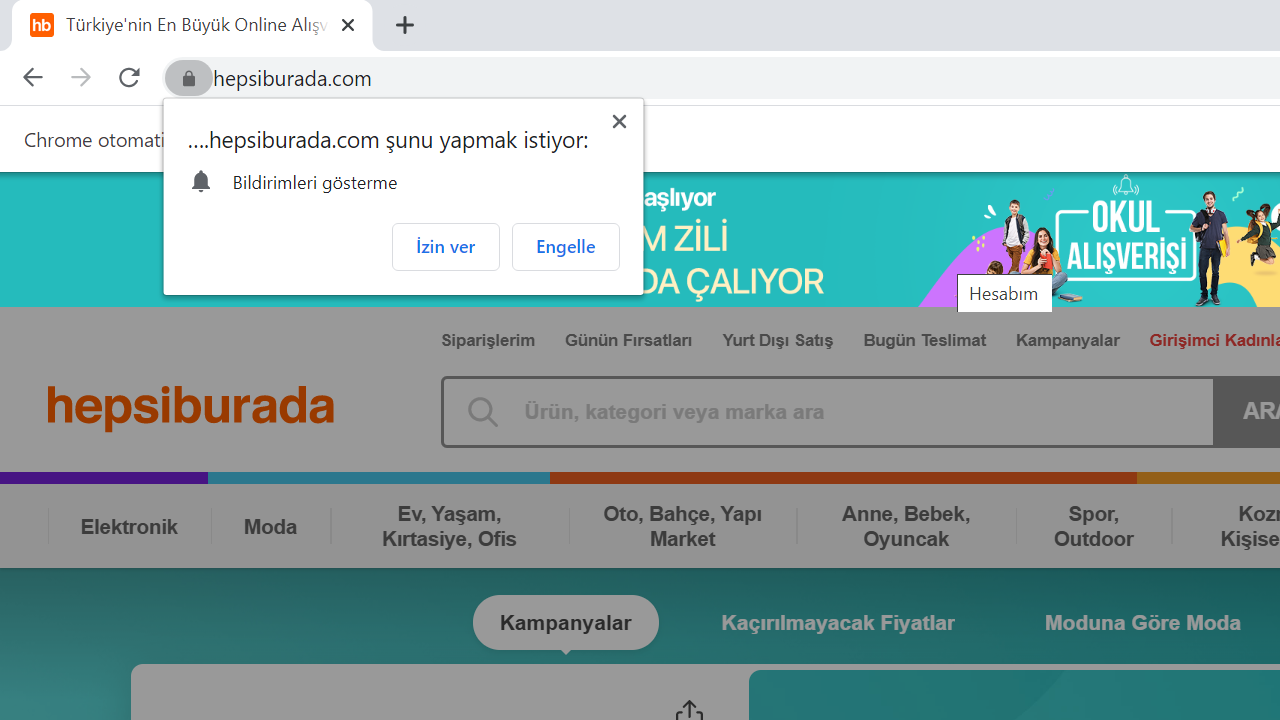 hb Türkiye'nin En Büyük Online Alışv
hepsiburada.com
Chrome otomati
....hepsiburada.com şunu yapmak istiyor:
Bildirimleri gösterme
İzin ver Engelle
aşlıyor
M ZİLİ
DA ÇALIYOR
OKUL
ALIŞVERİŞİ
Hesabım
Siparişlerim Günün Fırsatları Yurt Dışı Satış Bugün Teslimat Kampanyalar Girişimci Kadınla
hepsiburada
Ürün, kategori veya marka ara
ARA
Elektronik
Moda
Ev, Yaşam,
Kırtasiye, Ofis
Oto, Bahçe, Yapı
Market
Anne, Bebek,
Oyuncak
Spor,
Outdoor
Kozm
Kişise
Kampanyalar Kaçırılmayacak Fiyatlar Moduna Göre Moda